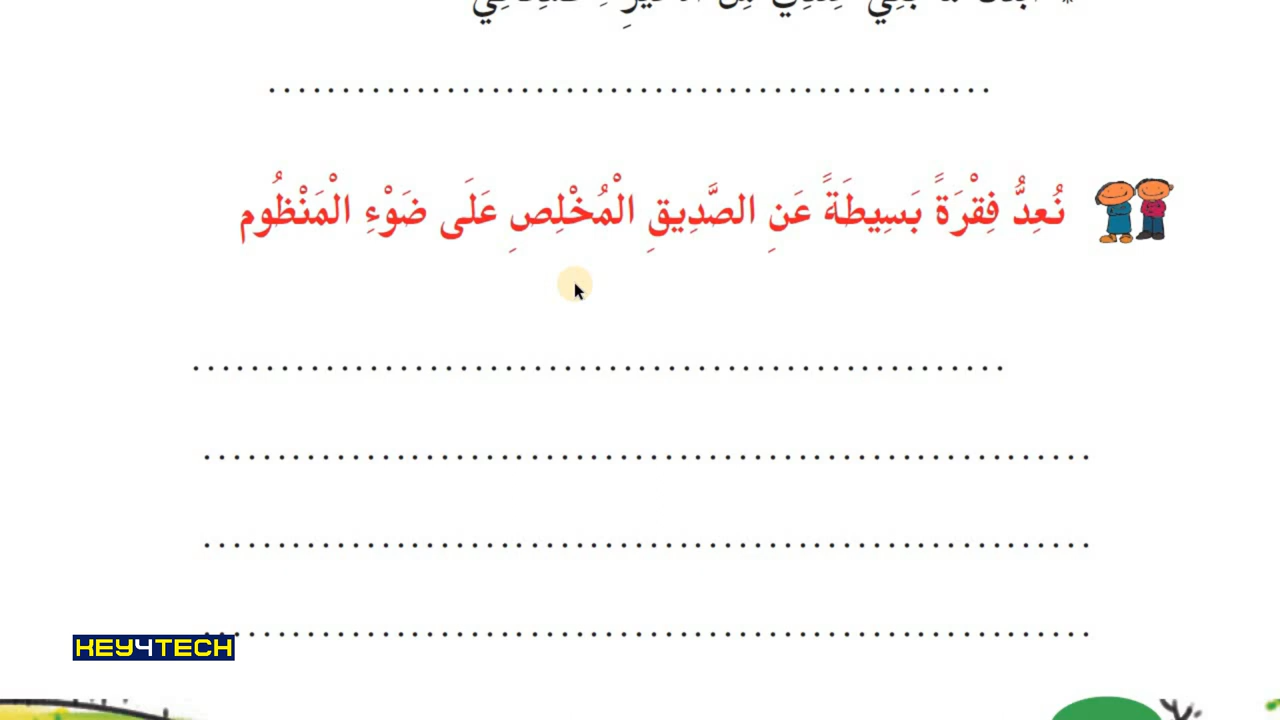 نُعِدُّ فِقْرَةً بَسِيطَةً عَنِ الصَّدِيقِ الْمُخْلِصِ عَلَى ضَوْءِ الْمَنْظُومِ
KEY4TECH